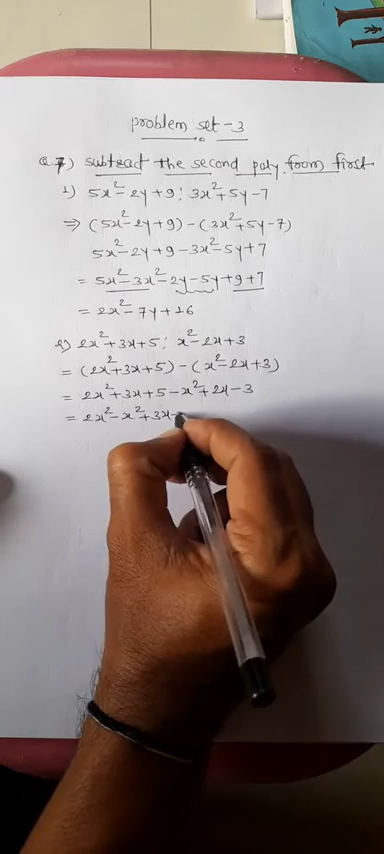 problem set-3
Q.7) subtract the second poly. from first
1) 5x²-2y+9; 3x²+5y-7
⇒ (5x²-2y+9)-(3x²+5y-7)
5x²-2y+9-3x²-5y+7
= 5x²-3x²-2y-5y+9+7
= 2x²-7y+16
2) 2x²+3x+5; x²-2x+3
= (2x²+3x+5)-(x²-2x+3)
= 2x²+3x+5-x²+2x-3
= 2x²-x²+3x